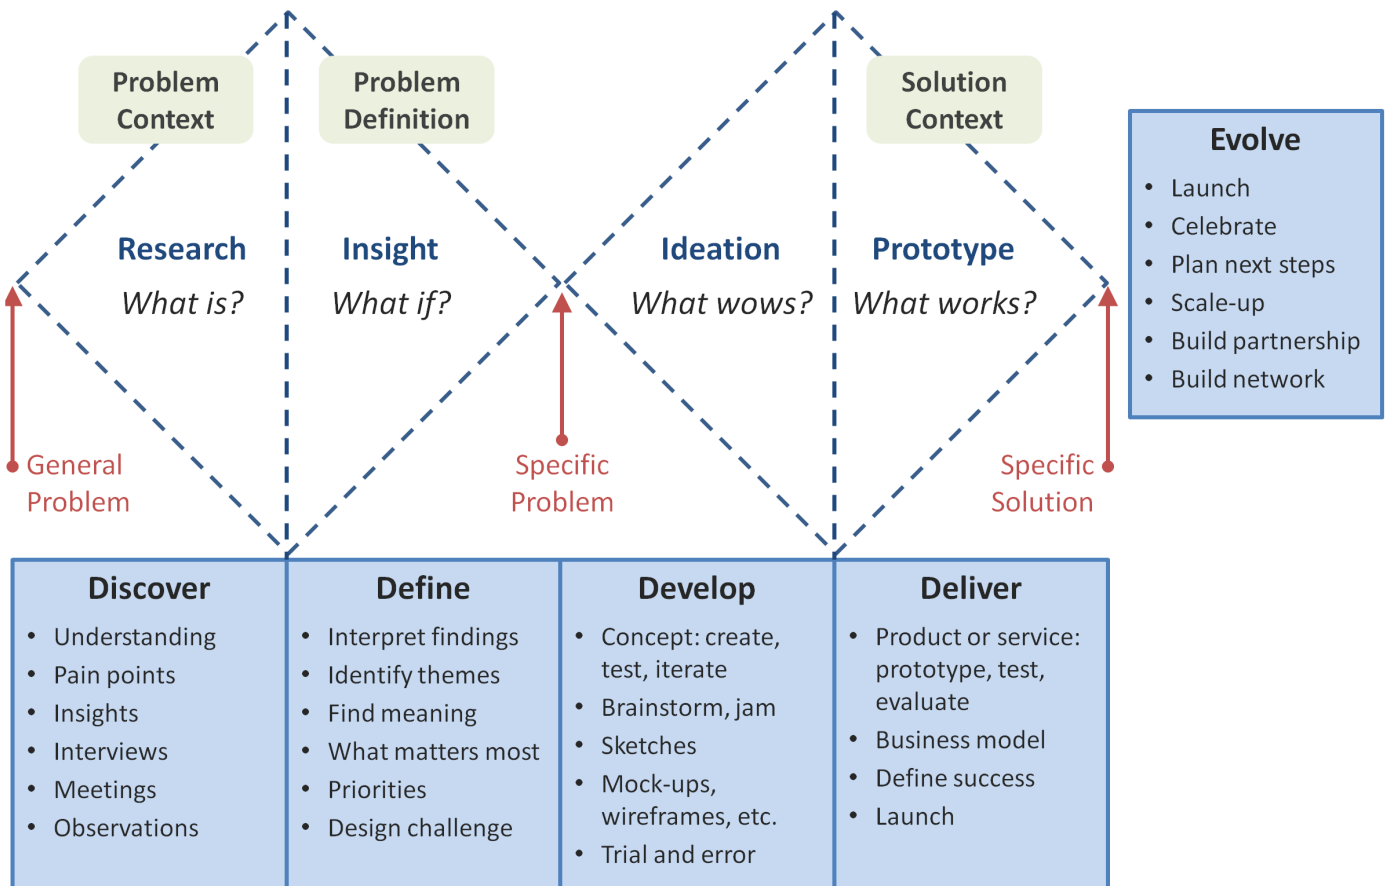 Problem
Context
Problem
Definition
Solution
Context
Research
What is?
Insight
What if?
Ideation
What wows?
Prototype
What works?
General
Problem
Specific
Problem
Specific
Solution
Evolve
• Launch
• Celebrate
• Plan next steps
• Scale-up
• Build partnership
• Build network
Discover
• Understanding
• Pain points
• Insights
• Interviews
• Meetings
• Observations
Define
• Interpret findings
• Identify themes
• Find meaning
• What matters most
• Priorities
• Design challenge
Develop
• Concept: create,
test, iterate
• Brainstorm, jam
• Sketches
• Mock-ups,
wireframes, etc.
• Trial and error
Deliver
• Product or service:
prototype, test,
evaluate
• Business model
• Define success
• Launch